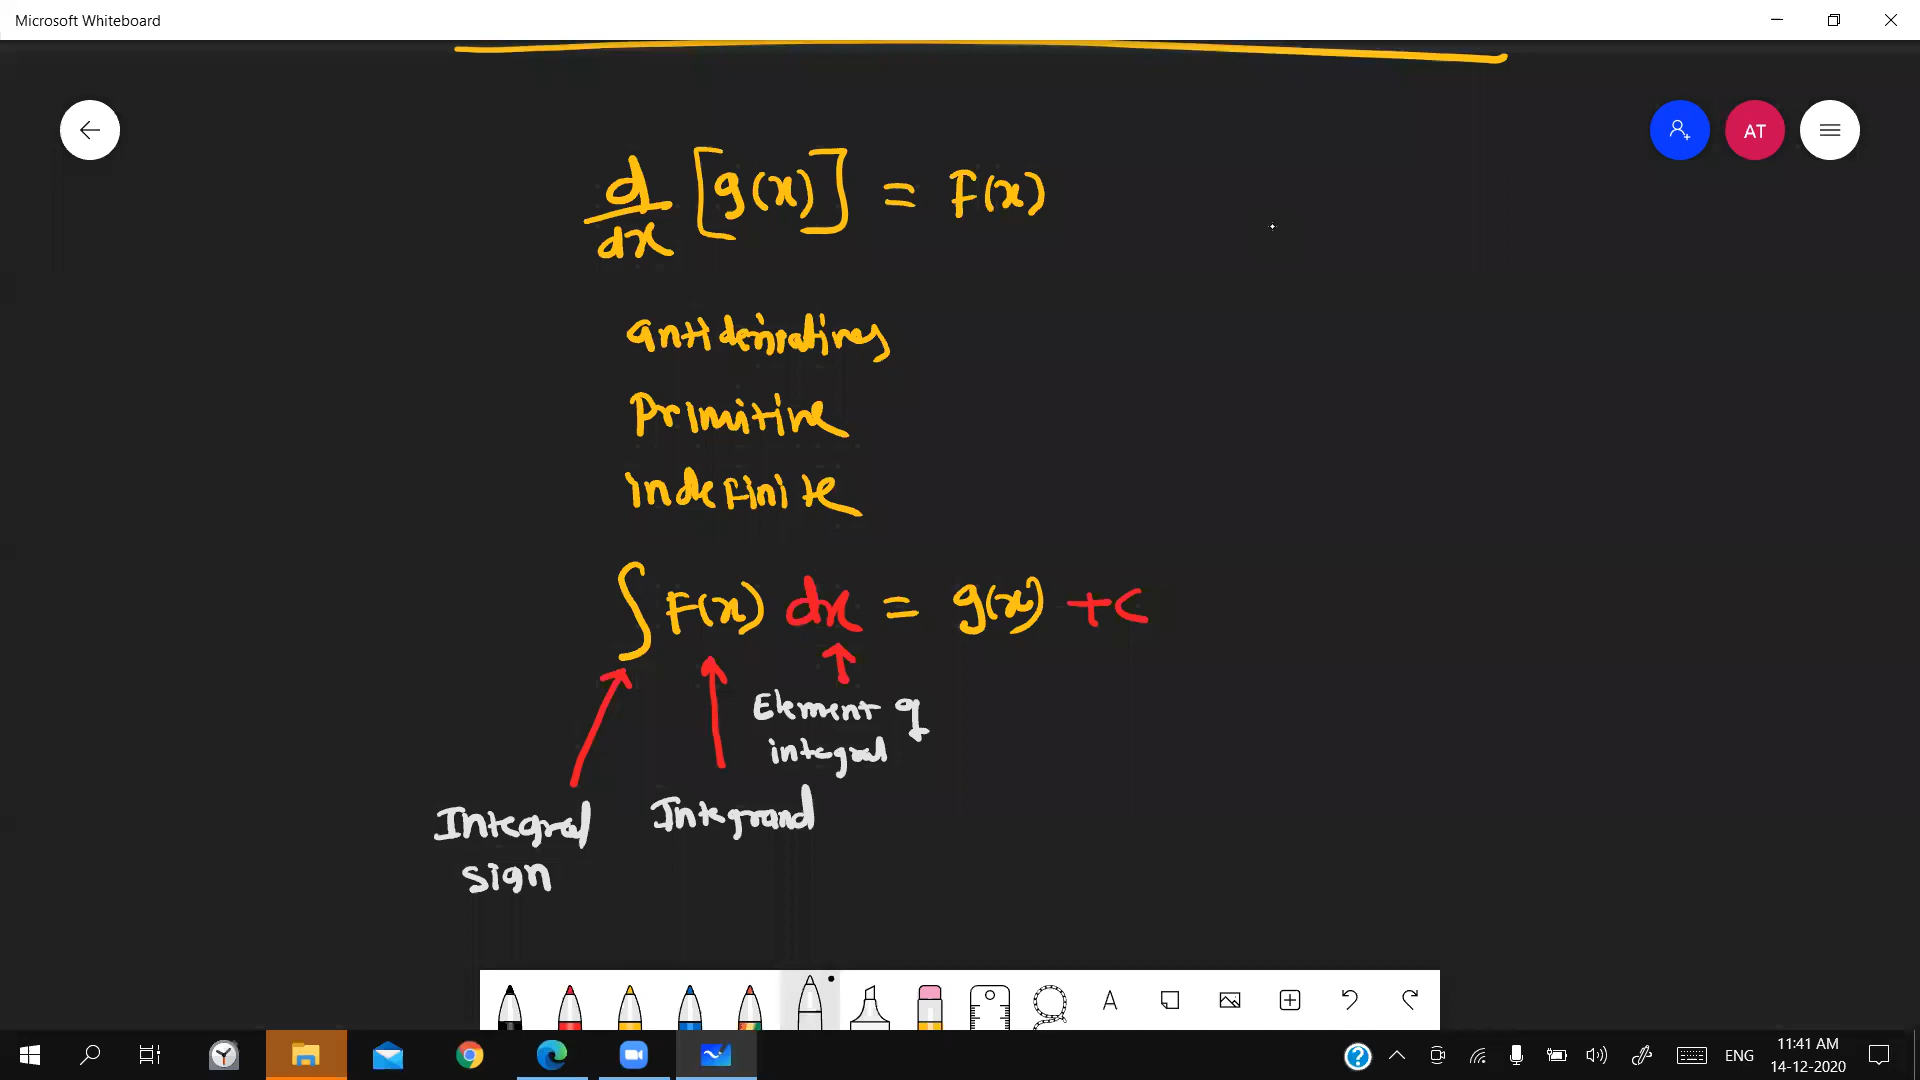 Microsoft Whiteboard
AT
d/dx [g(x)] = F(x)
antiderivatives
Primitive
indefinite
∫ F(x) dx = g(x) + c
Element of
integral
Integral
sign
Integrand
A
ENG
11:41 AM
14-12-2020